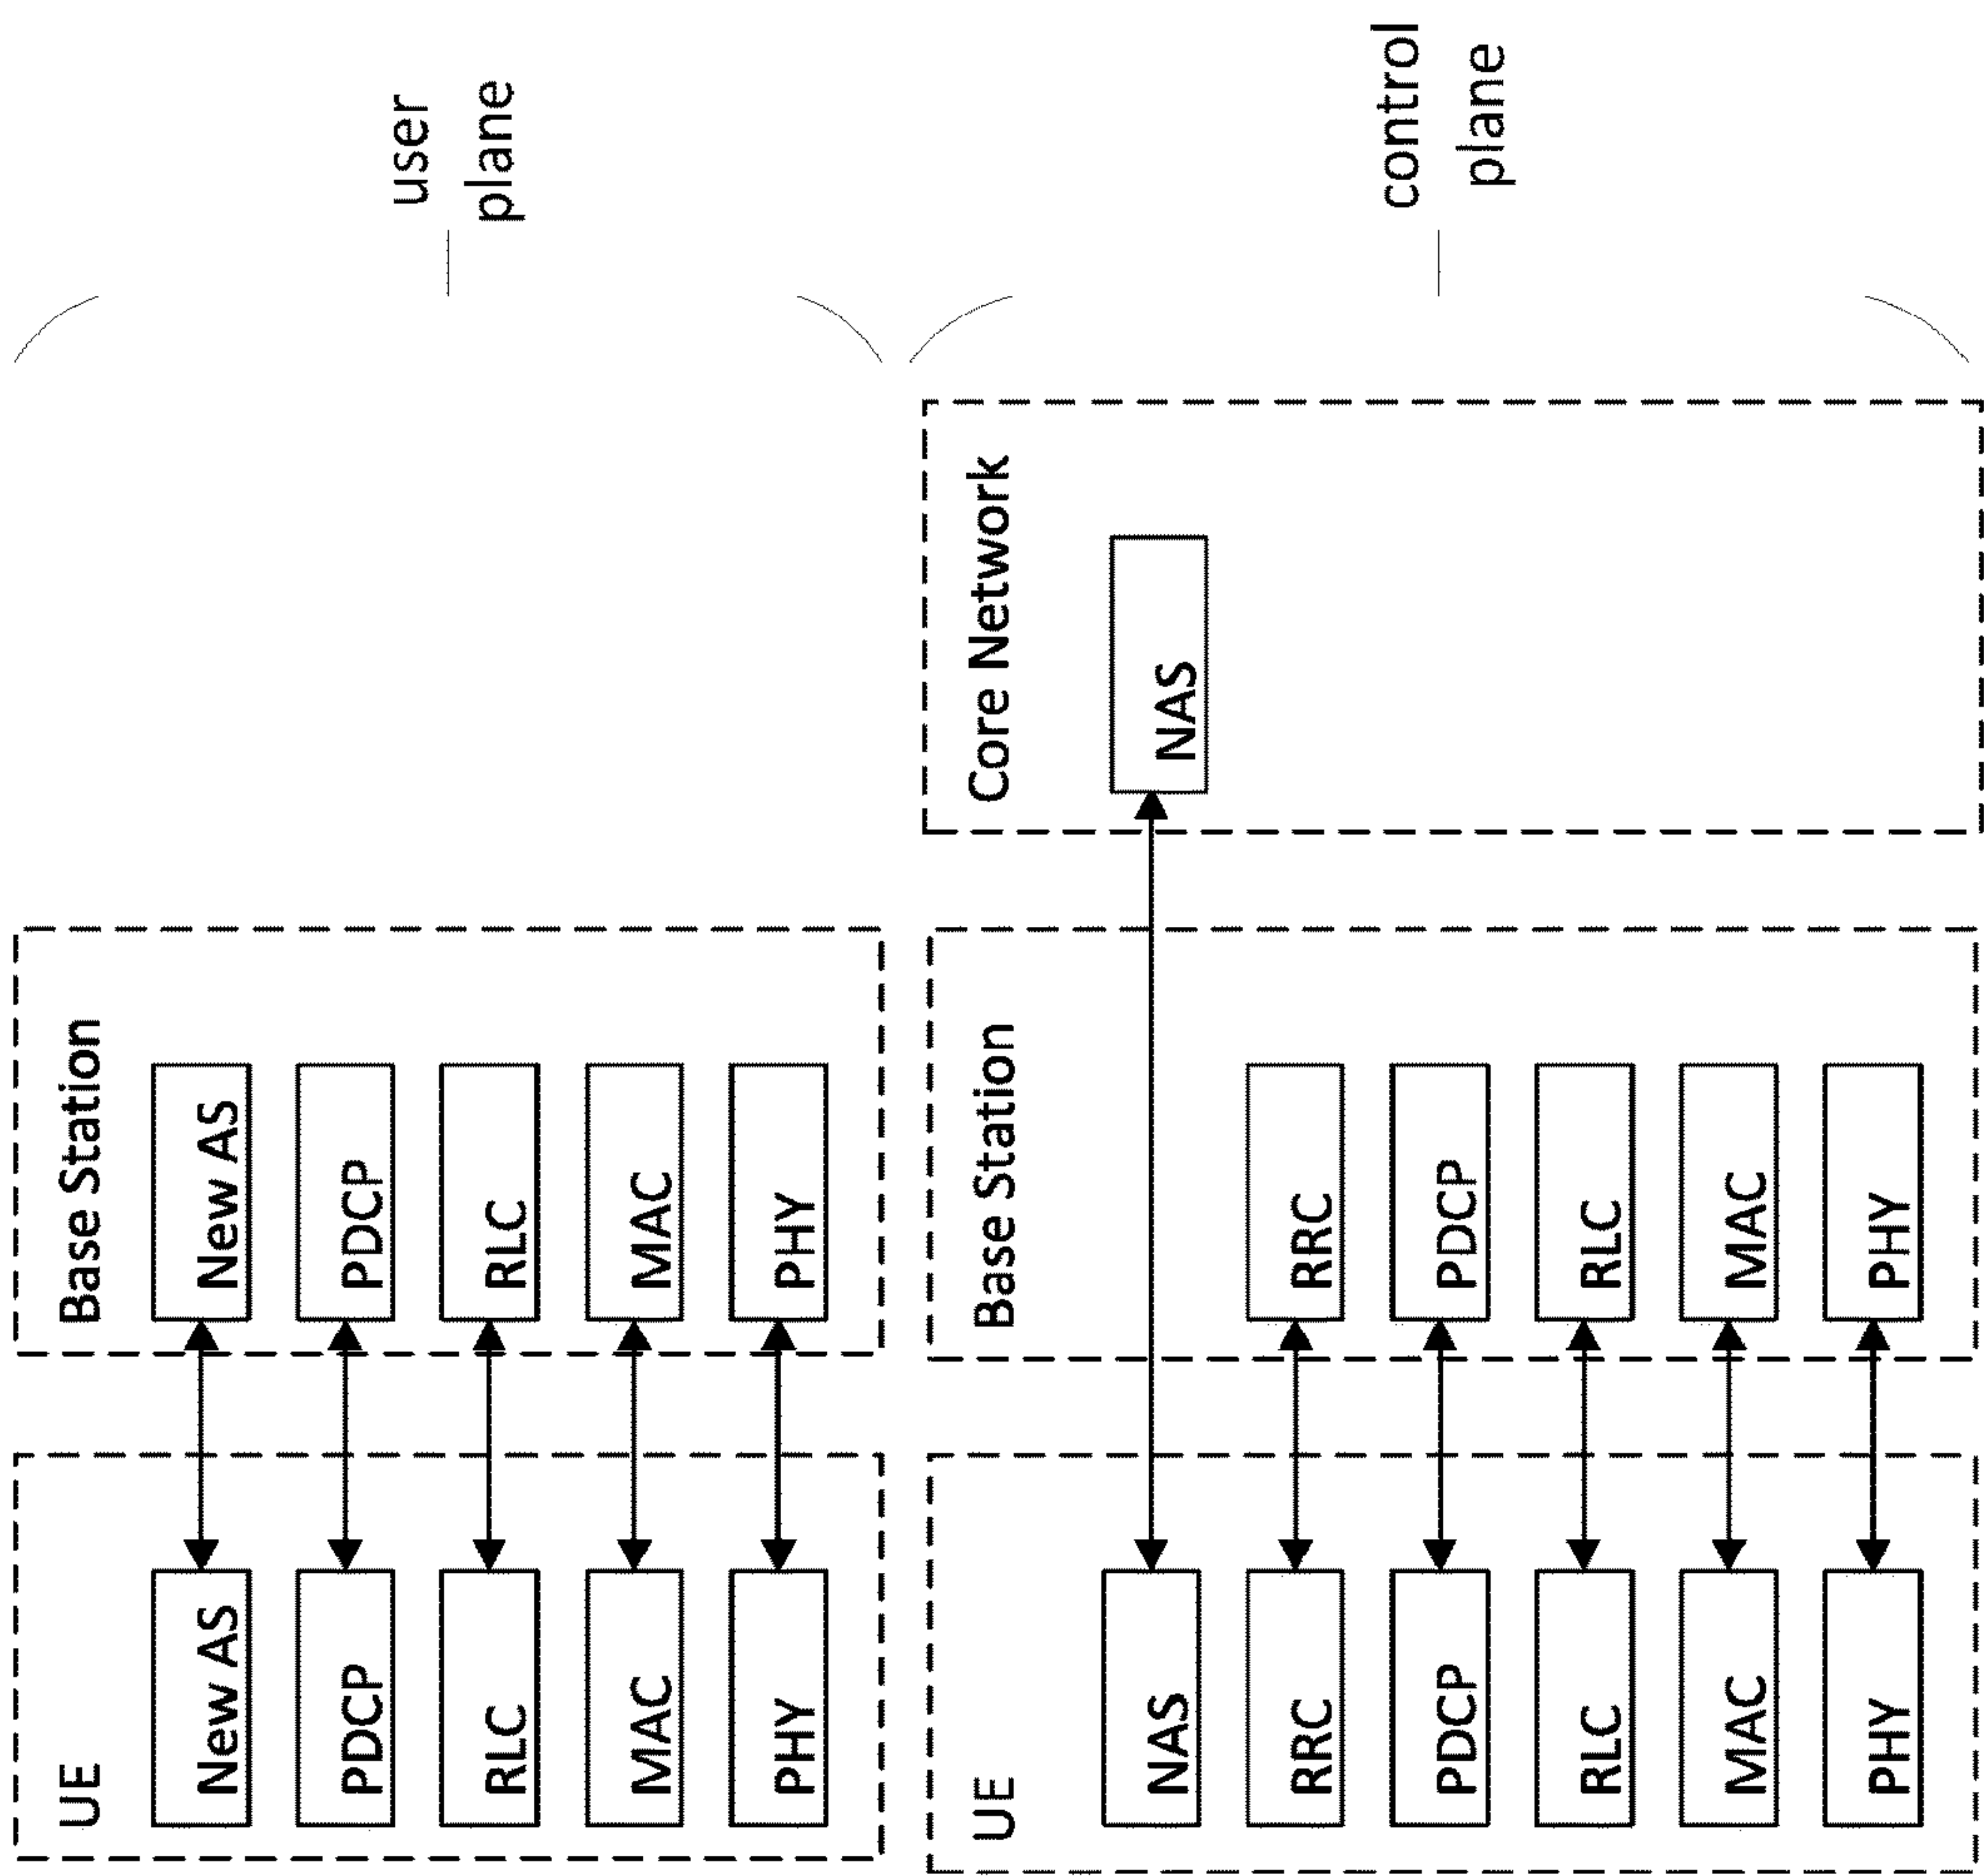 UE
New AS
PDCP
RLC
MAC
PHY
Base Station
New AS
PDCP
RLC
MAC
PHY
user
plane
UE
NAS
RRC
PDCP
RLC
MAC
PHY
Base Station
RRC
PDCP
RLC
MAC
PHY
Core Network
NAS
control
plane